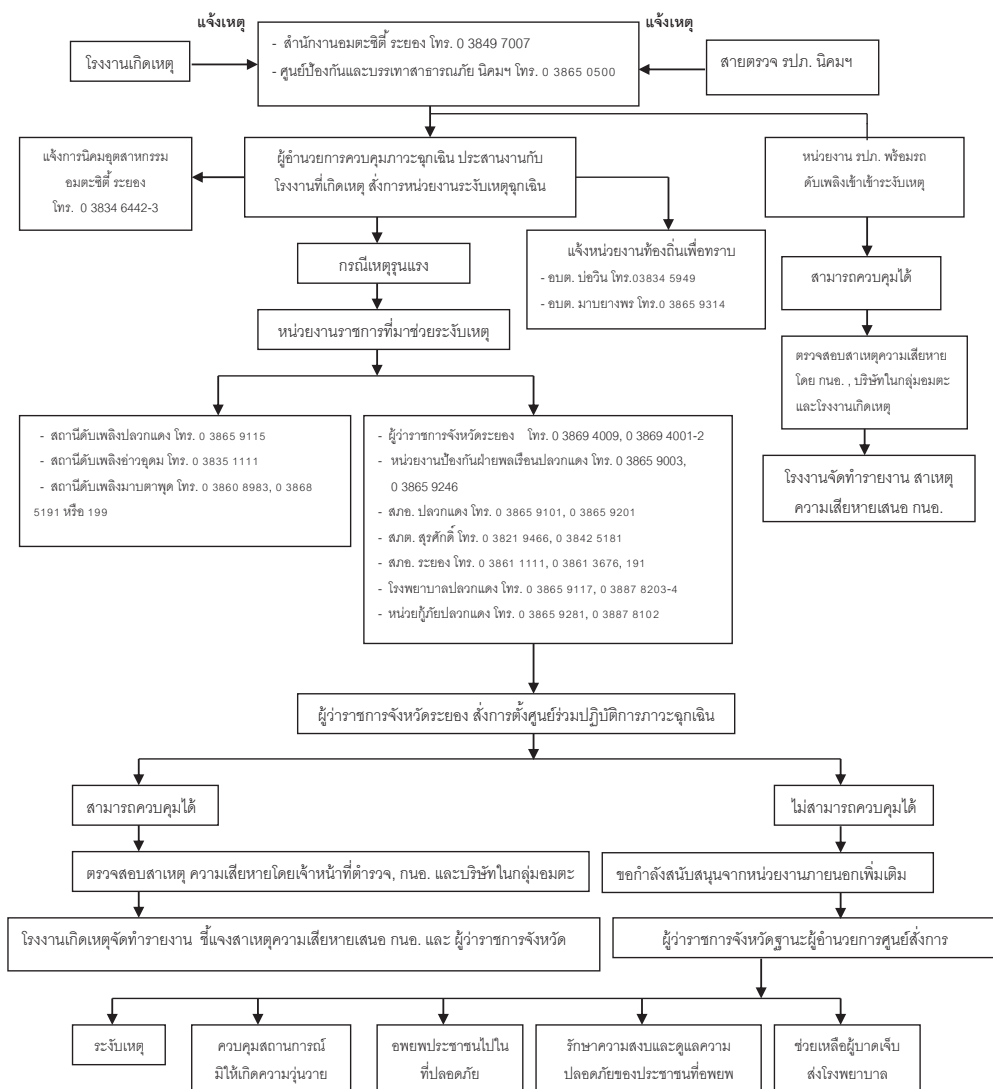 แจ้งเหตุ
แจ้งเหตุ
โรงงานเกิดเหตุ
- สำนักงานอมตะซิตี้ ระยอง โทร. 0 3849 7007
- ศูนย์ป้องกันและบรรเทาสาธารณภัย นิคมฯ โทร. 0 3865 0500
สายตรวจ รปภ. นิคมฯ
แจ้งการนิคมอุตสาหกรรม
อมตะซิตี้ ระยอง
โทร. 0 3834 6442-3
ผู้อำนวยการควบคุมภาวะฉุกเฉิน ประสานงานกับ
โรงงานที่เกิดเหตุ สั่งการหน่วยงานระงับเหตุฉุกเฉิน
หน่วยงาน รปภ. พร้อมรถ
ดับเพลิงเข้าเข้าระงับเหตุ
กรณีเหตุรุนแรง
แจ้งหน่วยงานท้องถิ่นเพื่อทราบ
- อบต. บ่อวิน โทร.03834 5949
- อบต. มาบยางพร โทร.0 3865 9314
สามารถควบคุมได้
หน่วยงานราชการที่มาช่วยระงับเหตุ
ตรวจสอบสาเหตุความเสียหาย
โดย กนอ. , บริษัทในกลุ่มอมตะ
และโรงงานเกิดเหตุ
- สถานีดับเพลิงปลวกแดง โทร. 0 3865 9115
- สถานีดับเพลิงอ่าวอุดม โทร. 0 3835 1111
- สถานีดับเพลิงมาบตาพุด โทร. 0 3860 8983, 0 3868
5191 หรือ 199
- ผู้ว่าราชการจังหวัดระยอง โทร. 0 3869 4009, 0 3869 4001-2
- หน่วยงานป้องกันฝ่ายพลเรือนปลวกแดง โทร. 0 3865 9003,
0 3865 9246
- สภอ. ปลวกแดง โทร. 0 3865 9101, 0 3865 9201
- สภต. สุรศักดิ์ โทร. 0 3821 9466, 0 3842 5181
- สภอ. ระยอง โทร. 0 3861 1111, 0 3861 3676, 191
- โรงพยาบาลปลวกแดง โทร. 0 3865 9117, 0 3887 8203-4
- หน่วยกู้ภัยปลวกแดง โทร. 0 3865 9281, 0 3887 8102
โรงงานจัดทำรายงาน สาเหตุ
ความเสียหายเสนอ กนอ.
ผู้ว่าราชการจังหวัดระยอง สั่งการตั้งศูนย์ร่วมปฏิบัติการภาวะฉุกเฉิน
สามารถควบคุมได้
ไม่สามารถควบคุมได้
ตรวจสอบสาเหตุ ความเสียหายโดยเจ้าหน้าที่ตำรวจ, กนอ. และบริษัทในกลุ่มอมตะ
ขอกำลังสนับสนุนจากหน่วยงานภายนอกเพิ่มเติม
โรงงานเกิดเหตุจัดทำรายงาน ชี้แจงสาเหตุความเสียหายเสนอ กนอ. และ ผู้ว่าราชการจังหวัด
ผู้ว่าราชการจังหวัดฐานะผู้อำนวยการศูนย์สั่งการ
ระงับเหตุ
ควบคุมสถานการณ์
มิให้เกิดความวุ่นวาย
อพยพประชาชนไปใน
ที่ปลอดภัย
รักษาความสงบและดูแลความ
ปลอดภัยของประชาชนที่อพยพ
ช่วยเหลือผู้บาดเจ็บ
ส่งโรงพยาบาล